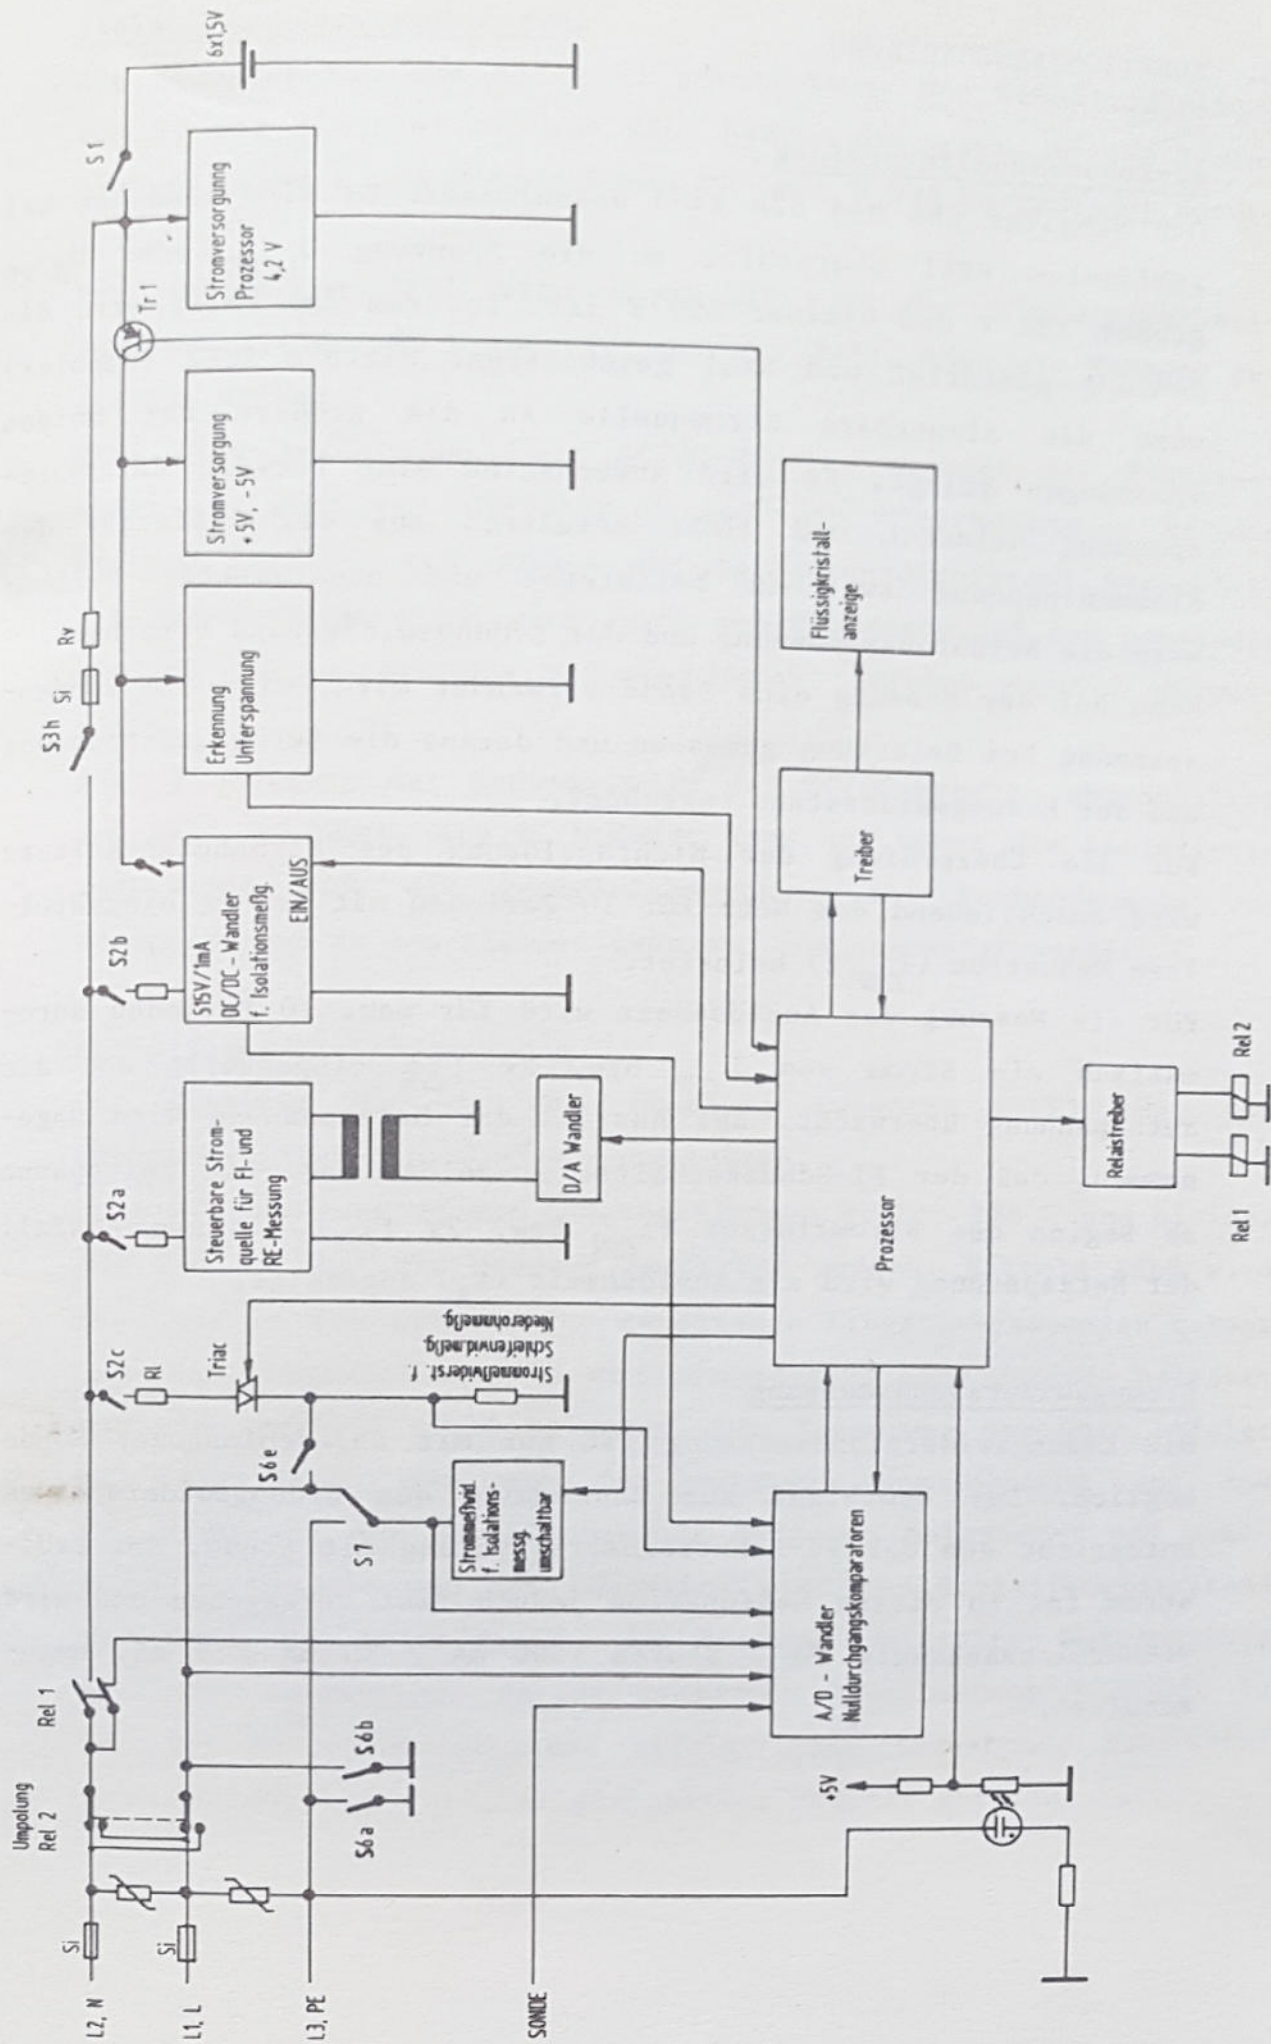 L2, N
L1, L
L3, PE
SONDE
Si
Si
Umpolung
Rel 2
Rel 1
S6a
S6b
S7
S6e
S2c
Rl
Triac
Strommeßwiderst. f.
Schleifenwid.meßg.
Niederohmmeßg.
Strommeßwid.
f. Isolations-
messg.
umschaltbar
S2a
Steuerbare Strom-
quelle für FI- und
RE-Messung
D/A Wandler
S2b
515V/1mA
DC/DC - Wandler
f. Isolationsmeßg.
EIN/AUS
S3h
Si
Rv
Erkennung
Unterspannung
Stromversorgung
+5V, -5V
Tr1
Stromversorgunng
Prozessor
4,2 V
S1
6x1,5V
A/D - Wandler
Nulldurchgangskomparatoren
+5V
Prozessor
Treiber
Flüssigkristall-
anzeige
Relaistreiber
Rel 1
Rel 2